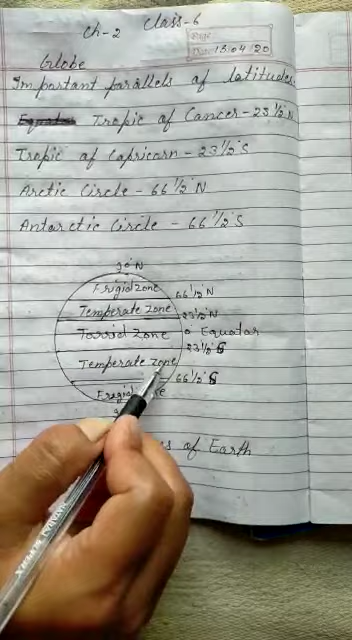 Ch-2 Class-6
Page
Date 13.04.20
Globe
Important parallels of latitudes.
Tropic of Cancer - 23½°N
Tropic of Capricorn - 23½°S
Arctic Circle - 66½°N
Antarctic Circle - 66½°S
90°N
Frigid zone 66½°N
Temperate Zone 23½°N
Torrid Zone 0° Equator
23½°S
Temperate zone
66½°S
Frigid
of Earth